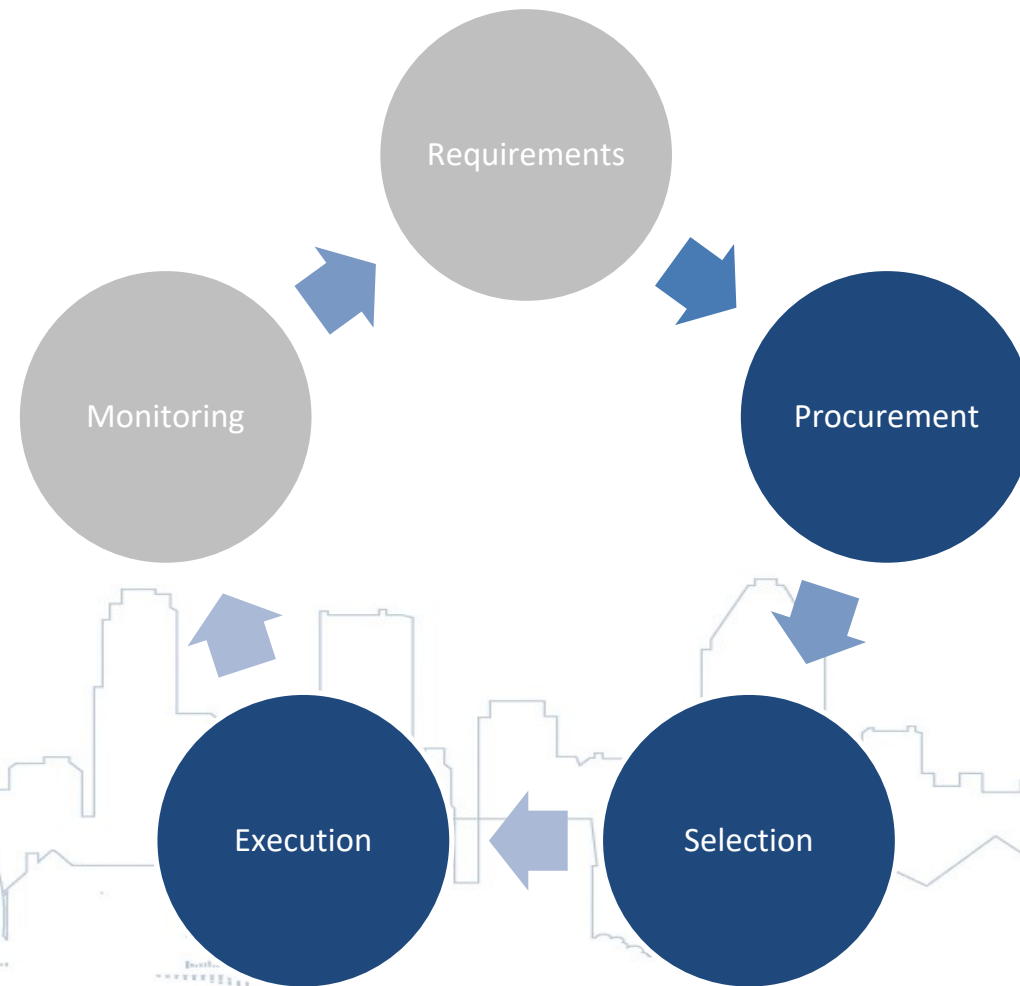 Requirements
Procurement
Selection
Execution
Monitoring